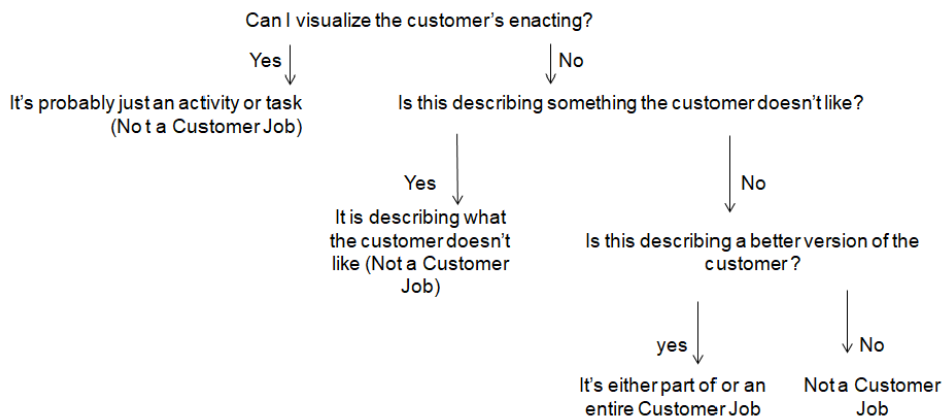 Can I visualize the customer's enacting?
Yes
No
It's probably just an activity or task
(Not a Customer Job)
Is this describing something the customer doesn't like?
Yes
No
It is describing what
the customer doesn't
like (Not a Customer
Job)
Is this describing a better version of the
customer?
yes
No
It's either part of or an
entire Customer Job
Not a Customer
Job